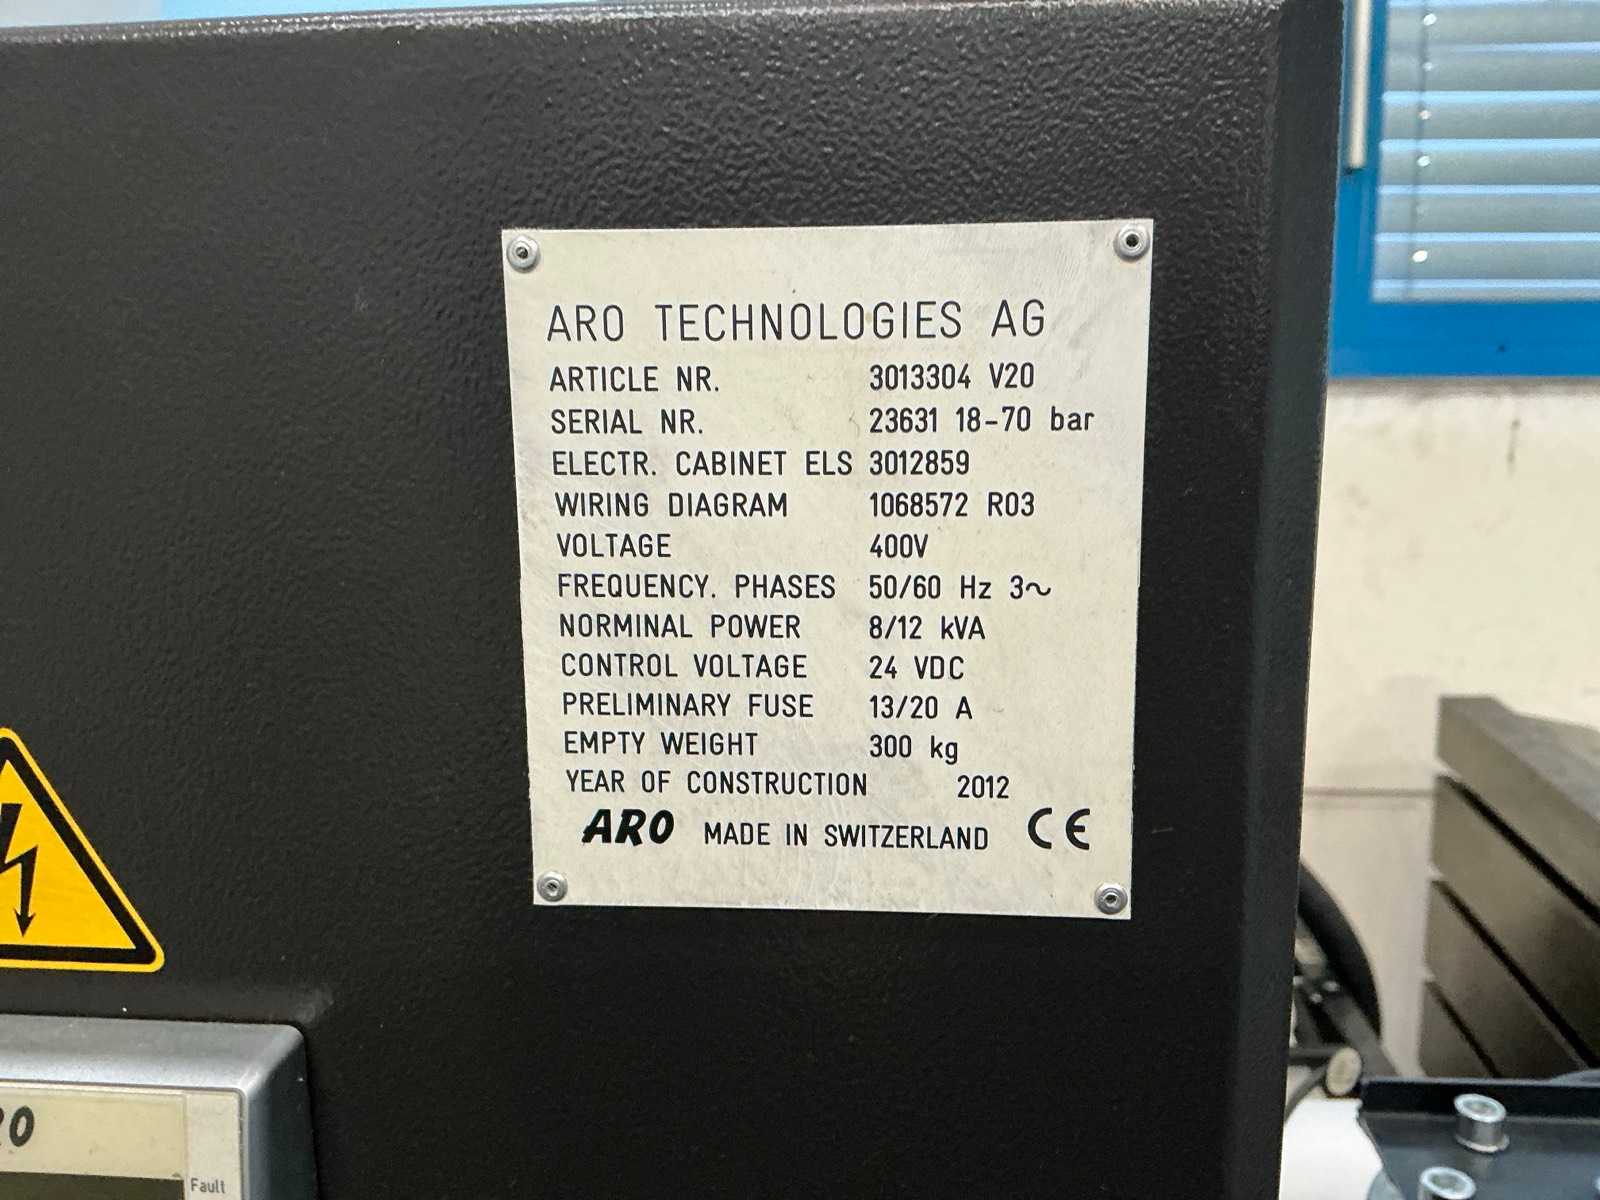 ARO TECHNOLOGIES AG
ARTICLE NR. 3013304 V20
SERIAL NR. 23631 18-70 bar
ELECTR. CABINET ELS 3012859
WIRING DIAGRAM 1068572 R03
VOLTAGE 400V
FREQUENCY. PHASES 50/60 Hz 3~
NORMINAL POWER 8/12 kVA
CONTROL VOLTAGE 24 VDC
PRELIMINARY FUSE 13/20 A
EMPTY WEIGHT 300 kg
YEAR OF CONSTRUCTION 2012
ARO MADE IN SWITZERLAND CE
Fault